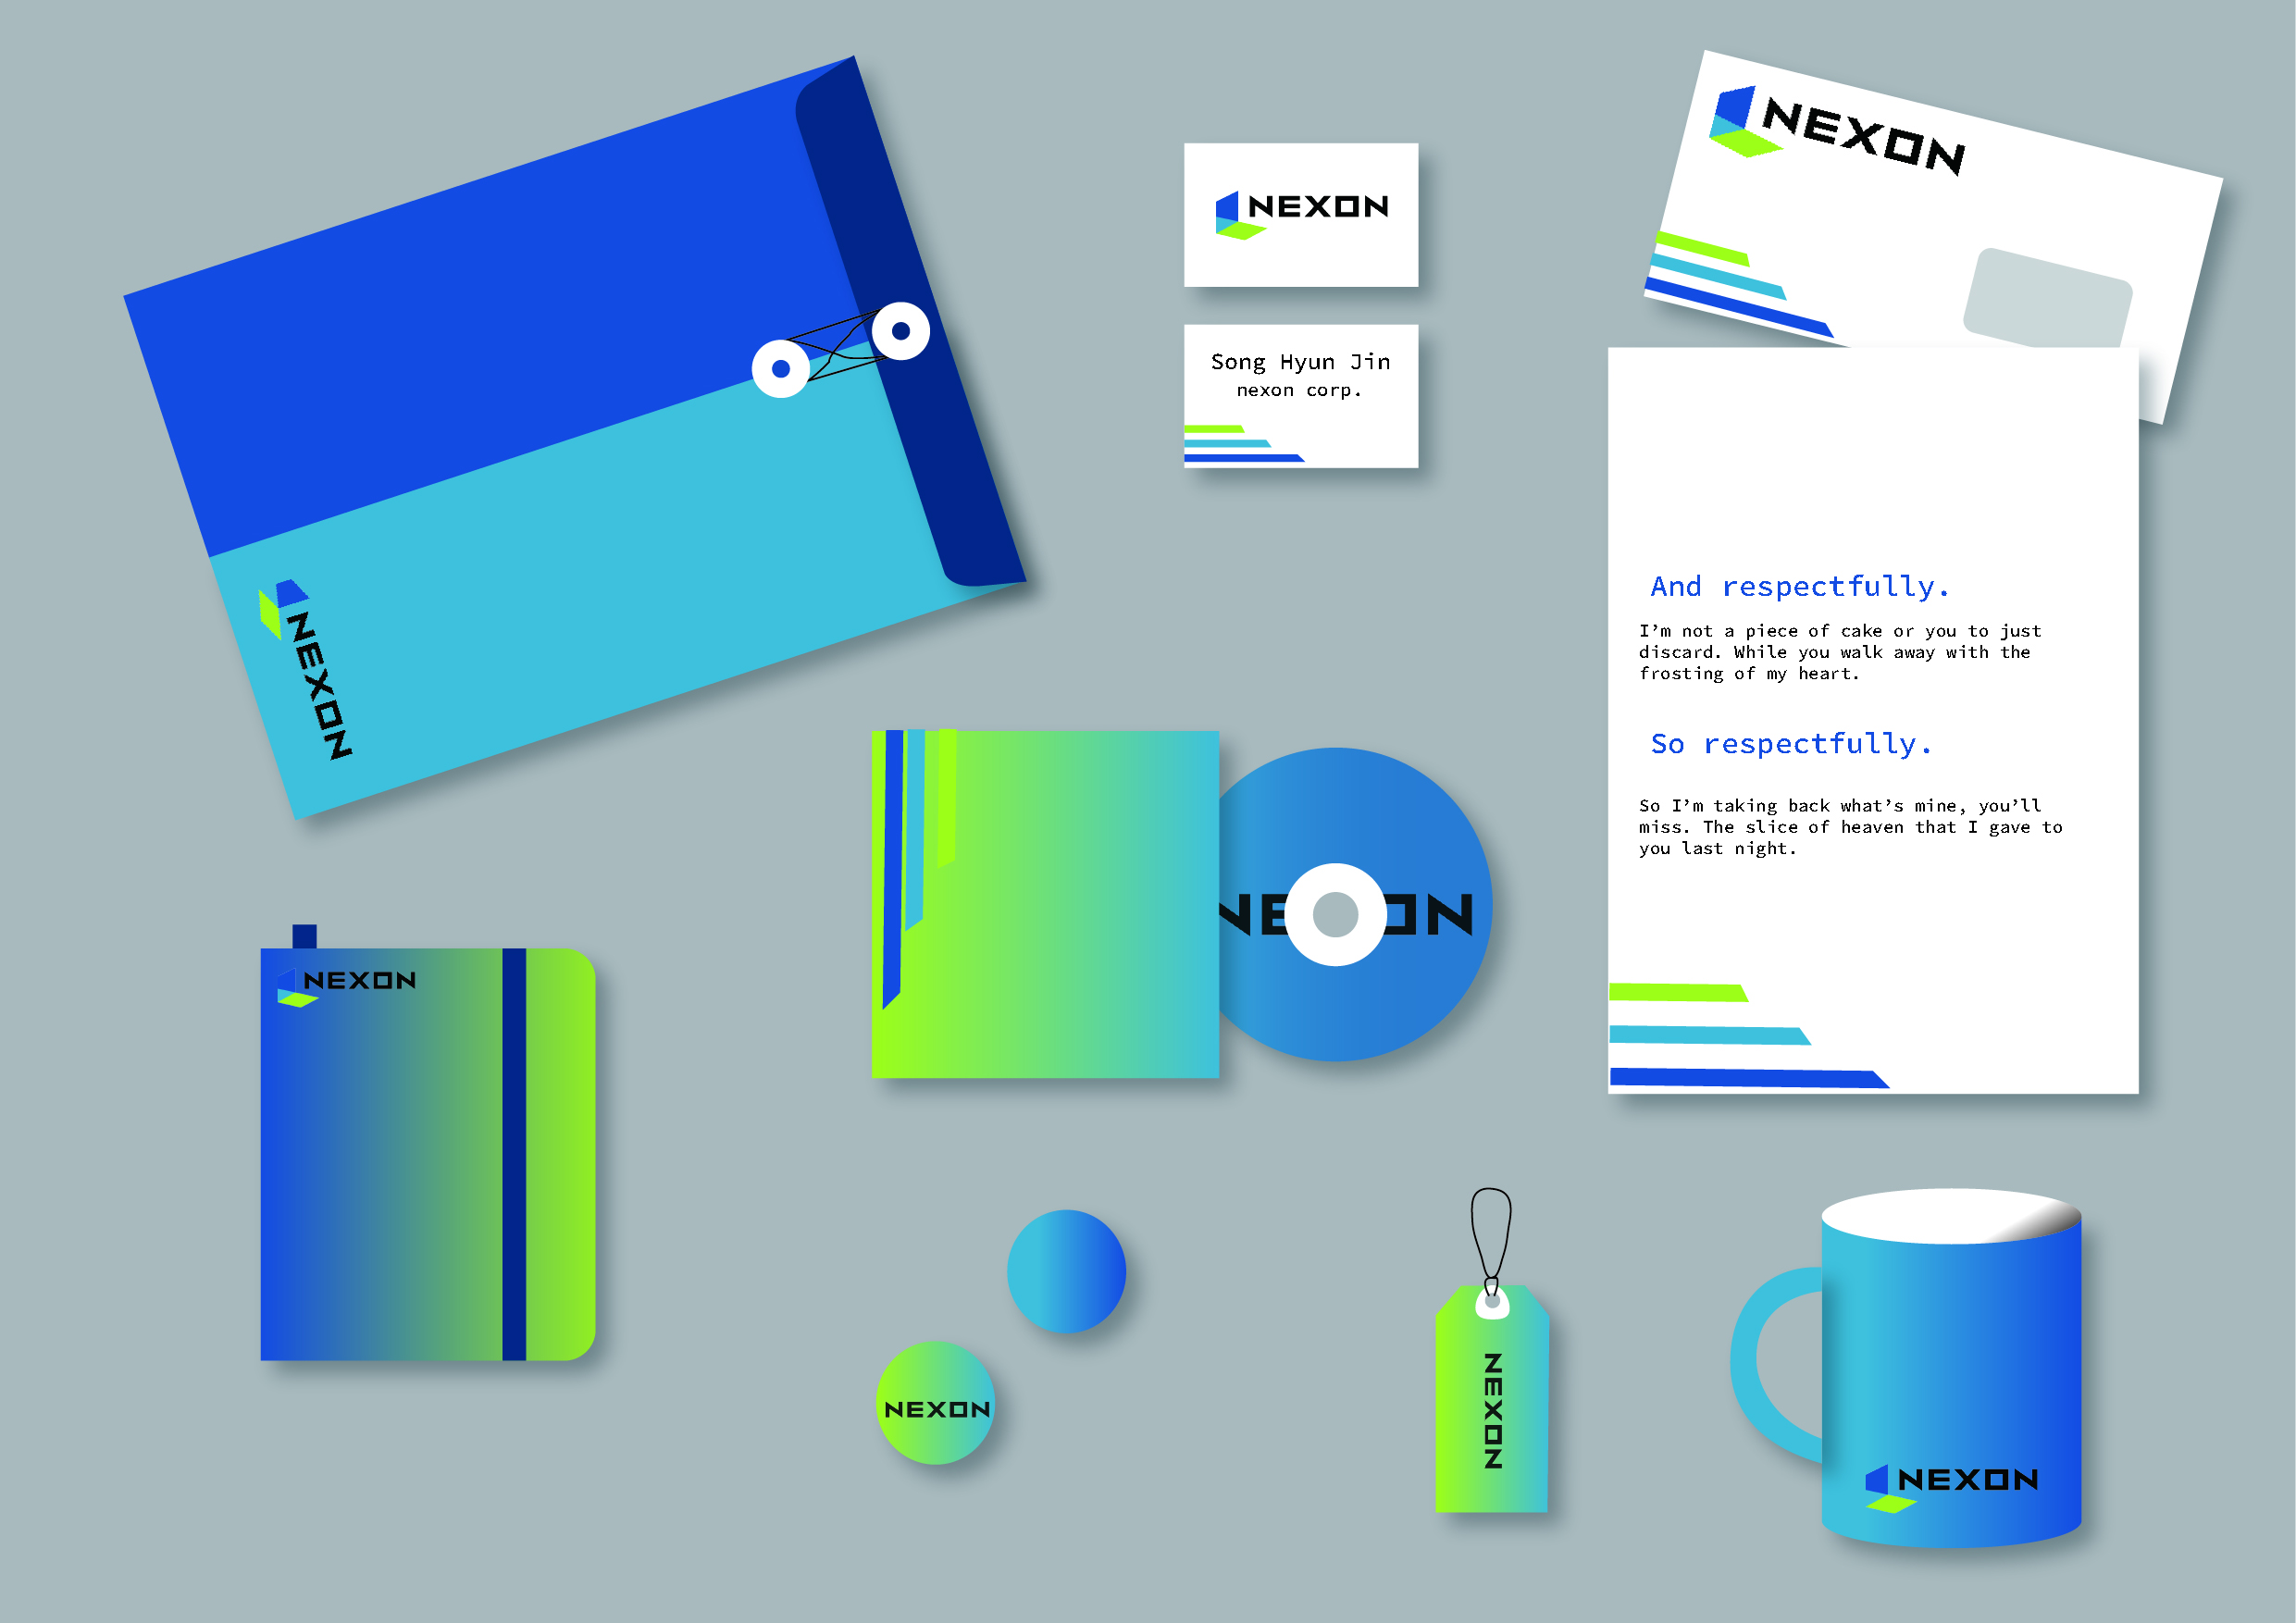 NEXON
NEXON
Song Hyun Jin
nexon corp.
NEXON
And respectfully.
I’m not a piece of cake or you to just
discard. While you walk away with the
frosting of my heart.
So respectfully.
So I’m taking back what’s mine, you’ll
miss. The slice of heaven that I gave to
you last night.
NEXON
NE ON
NEXON
NEXON
NEXON